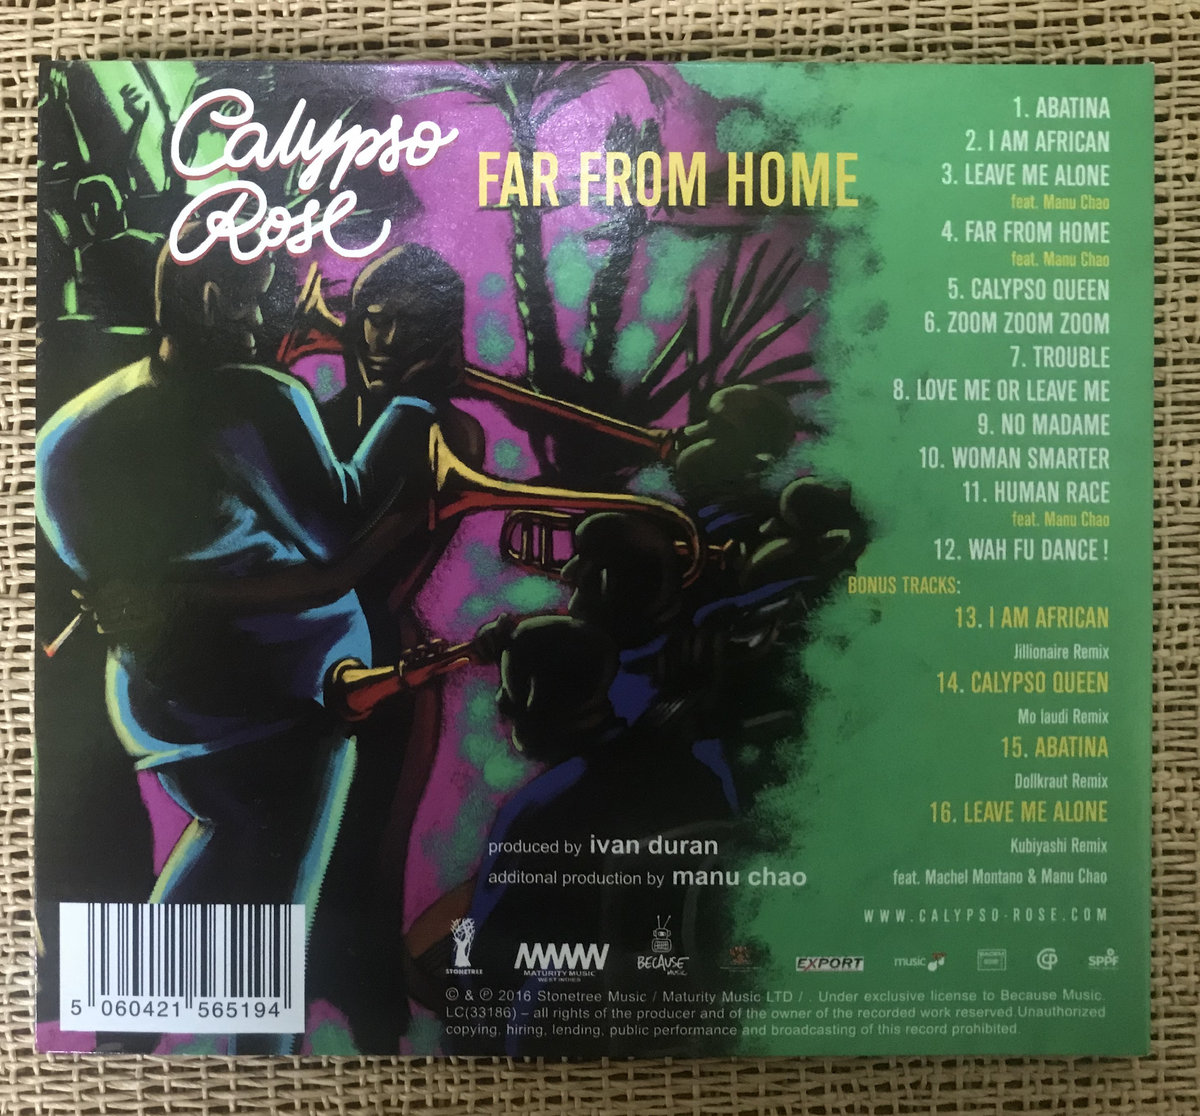 Calypso
Rose
FAR FROM HOME
1. ABATINA
2. I AM AFRICAN
3. LEAVE ME ALONE
feat. Manu Chao
4. FAR FROM HOME
feat. Manu Chao
5. CALYPSO QUEEN
6. ZOOM ZOOM ZOOM
7. TROUBLE
8. LOVE ME OR LEAVE ME
9. NO MADAME
10. WOMAN SMARTER
11. HUMAN RACE
feat. Manu Chao
12. WAH FU DANCE!
BONUS TRACKS:
13. I AM AFRICAN
Jillionaire Remix
14. CALYPSO QUEEN
Mo laudi Remix
15. ABATINA
Dollkraut Remix
16. LEAVE ME ALONE
Kubiyashi Remix
feat. Machel Montano & Manu Chao
WWW.CALYPSO-ROSE.COM
produced by ivan duran
additonal production by manu chao
STONETREE
MATURITY MUSIC
WEST INDIES
BECAUSE
MUSIC
EXPORT
music
SPPF
© & ℗ 2016 Stonetree Music / Maturity Music LTD / . Under exclusive license to Because Music.
LC(33186) – all rights of the producer and of the owner of the recorded work reserved Unauthorized
copying, hiring, lending, public performance and broadcasting of this record prohibited.
5 060421 565194